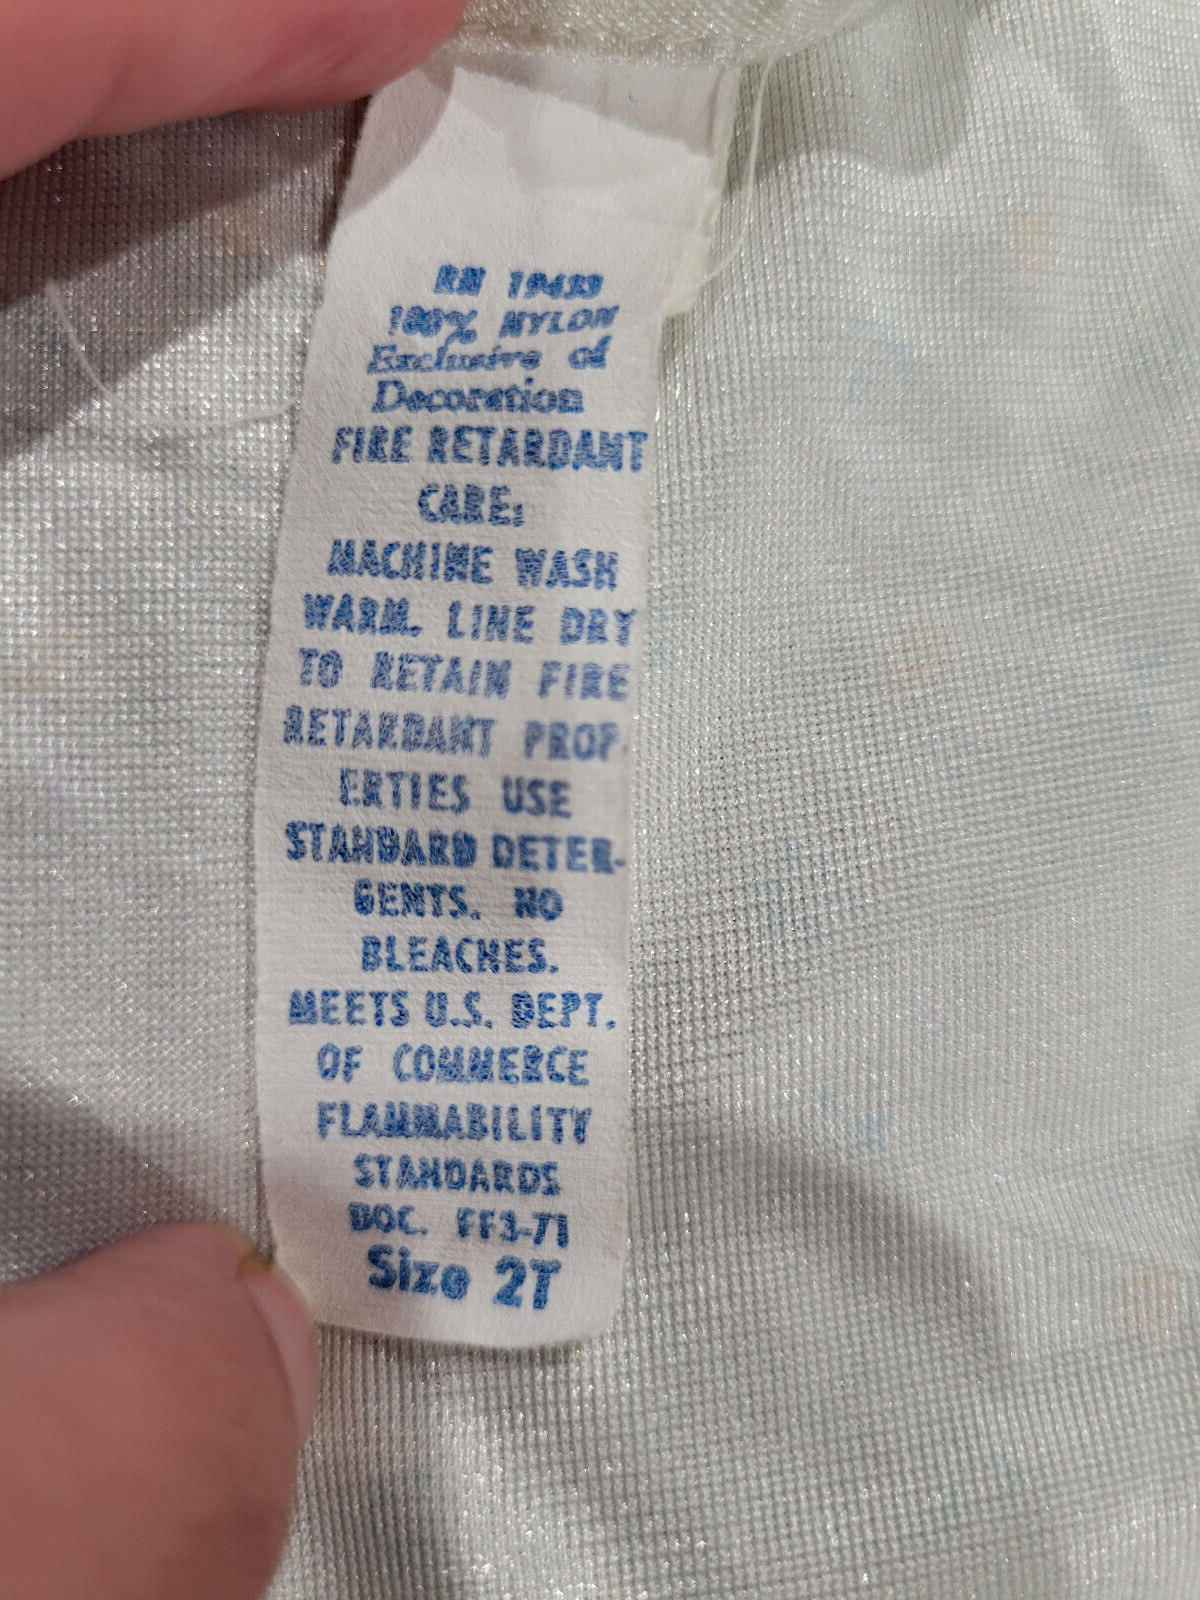 RN 19433
100% NYLON
Exclusive of
Decoration
FIRE RETARDANT
CARE:
MACHINE WASH
WARM. LINE DRY
TO RETAIN FIRE
RETARDANT PROP-
ERTIES USE
STANDARD DETER-
GENTS. NO
BLEACHES.
MEETS U.S. DEPT.
OF COMMERCE
FLAMMABILITY
STANDARDS
DOC. FF3-71
Size 2T